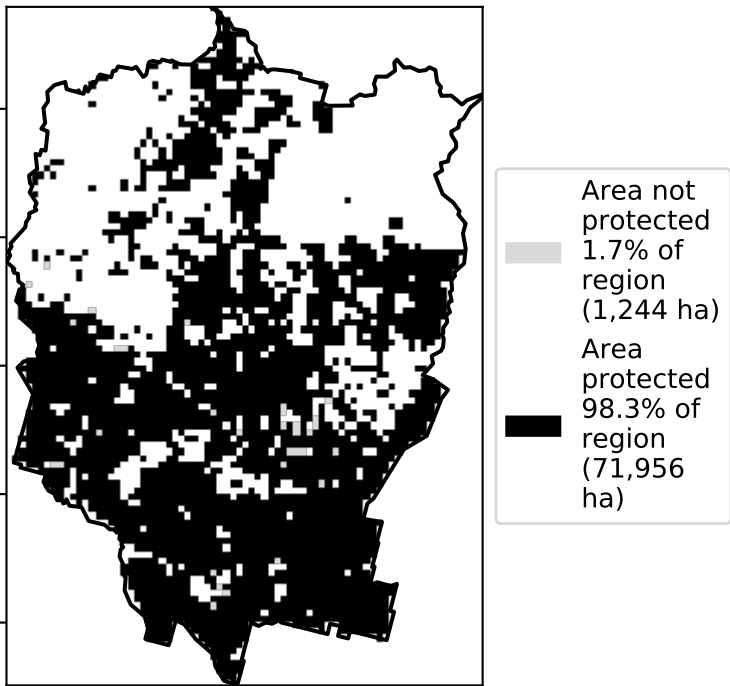 Area not
protected
1.7% of
region
(1,244 ha)
Area
protected
98.3% of
region
(71,956
ha)